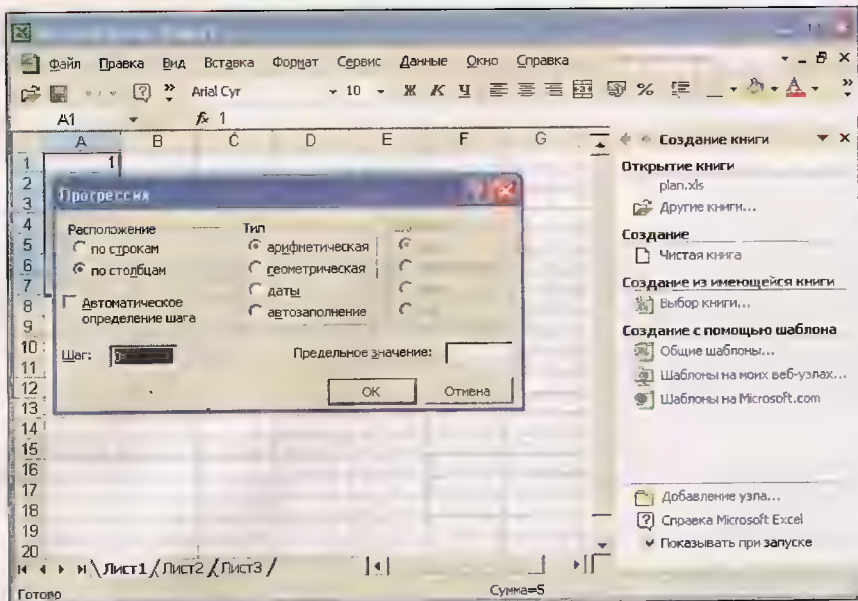 Файл Правка Вид Вставка Формат Сервис Данные Окно Справка
Arial Cyr 10 Ж К Ч %
A1 fx 1
A B C D E F G
1 1
2
3
4
5
6
7
8
9
10
11
12
13
14
15
16
17
18
19
20
Прогрессия
Расположение Тип
по строкам арифметическая
по столбцам геометрическая
даты
Автоматическое определение шага автозаполнение
Шаг: Предельное значение:
ОК Отмена
Лист1 Лист2 Лист3
Готово Сумма=5
Создание книги
Открытие книги
plan.xls
Другие книги...
Создание
Чистая книга
Создание из имеющейся книги
Выбор книги...
Создание с помощью шаблона
Общие шаблоны...
Шаблоны на моих веб-узлах...
Шаблоны на Microsoft.com
Добавление узла...
Справка Microsoft Excel
Показывать при запуске